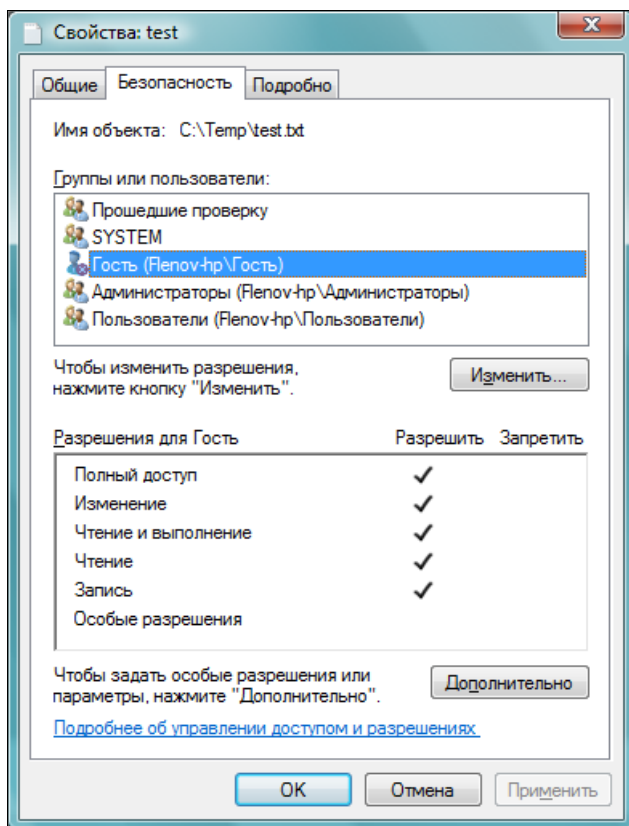 Свойства: test
Общие Безопасность Подробно
Имя объекта: C:\Temp\test.txt
Группы или пользователи:
Прошедшие проверку
SYSTEM
Гость (Flenov-hp\Гость)
Администраторы (Flenov-hp\Администраторы)
Пользователи (Flenov-hp\Пользователи)
Чтобы изменить разрешения,
нажмите кнопку "Изменить".
Изменить...
Разрешения для Гость Разрешить Запретить
Полный доступ
Изменение
Чтение и выполнение
Чтение
Запись
Особые разрешения
Чтобы задать особые разрешения или
параметры, нажмите "Дополнительно".
Дополнительно
Подробнее об управлении доступом и разрешениях
OK Отмена Применить